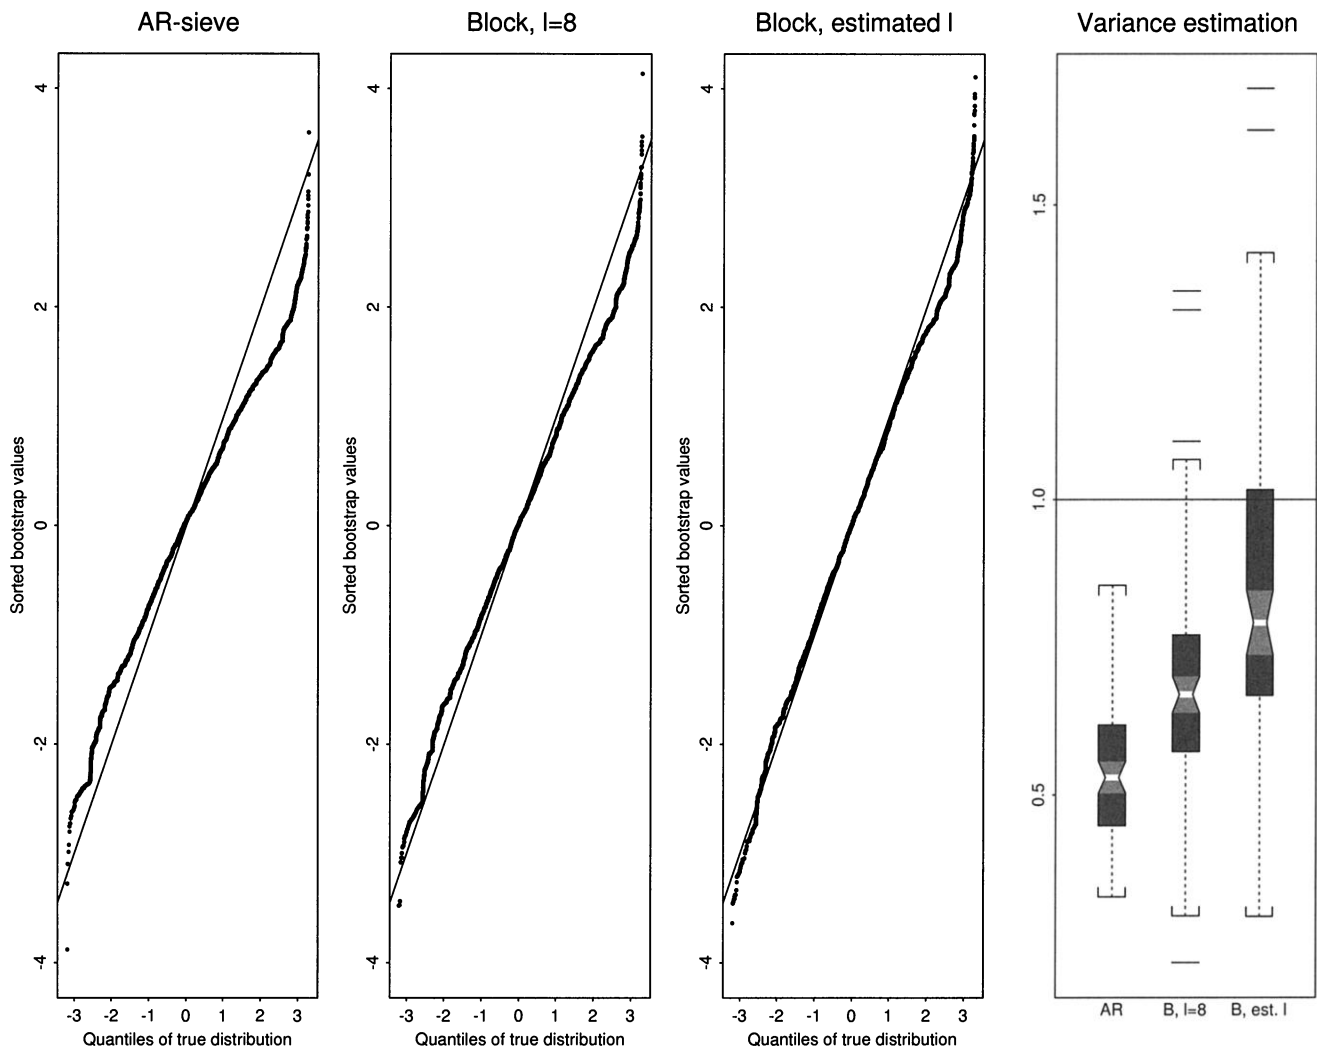 AR-sieve
Block, l=8
Block, estimated l
Variance estimation
Sorted bootstrap values
4
2
0
-2
-4
-3 -2 -1 0 1 2 3
Quantiles of true distribution
Sorted bootstrap values
4
2
0
-2
-4
-3 -2 -1 0 1 2 3
Quantiles of true distribution
Sorted bootstrap values
4
2
0
-2
-4
-3 -2 -1 0 1 2 3
Quantiles of true distribution
1.5
1.0
0.5
AR B, l=8 B, est. l